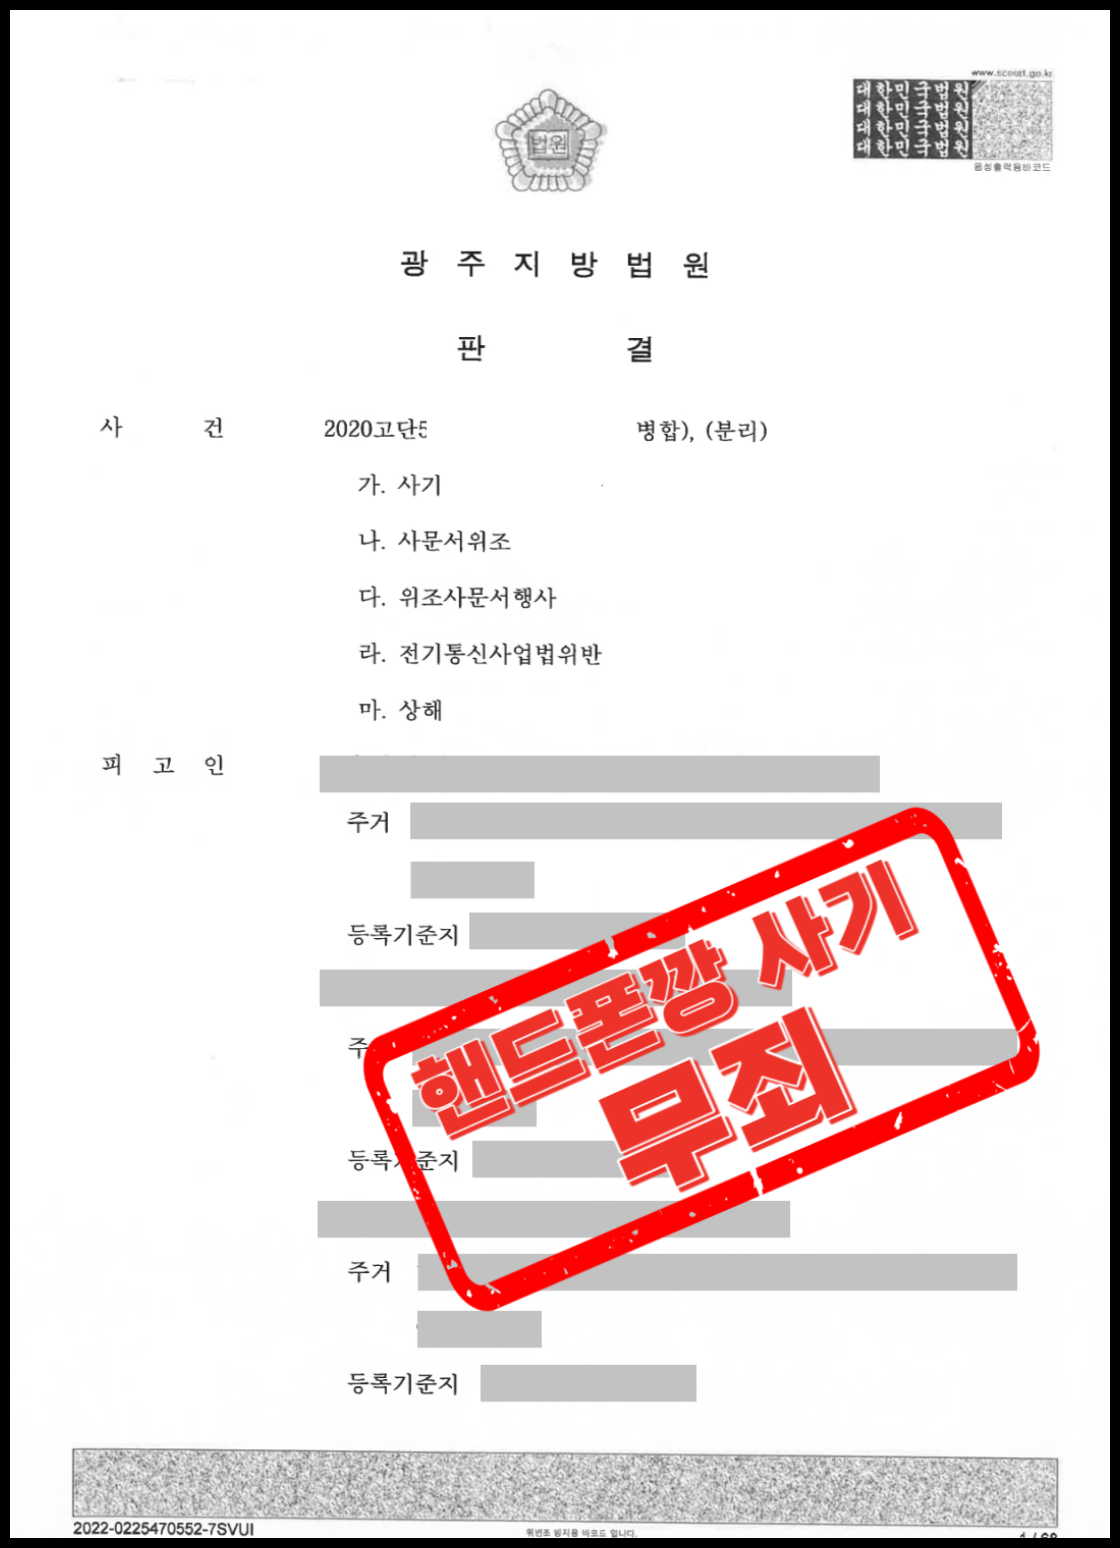 www.scourt.go.kr
대한민국법원
대한민국법원
대한민국법원
대한민국법원
음성출력용바코드
법원
광 주 지 방 법 원
판 결
사 건 2020고단5 병합), (분리)
가. 사기
나. 사문서위조
다. 위조사문서행사
라. 전기통신사업법위반
마. 상해
피 고 인
주거
등록기준지
주
등록기준지
주거
등록기준지
핸드폰깡 사기
무죄
2022-0225470552-7SVUI
위변조 방지용 바코드 입니다.
1 / 68